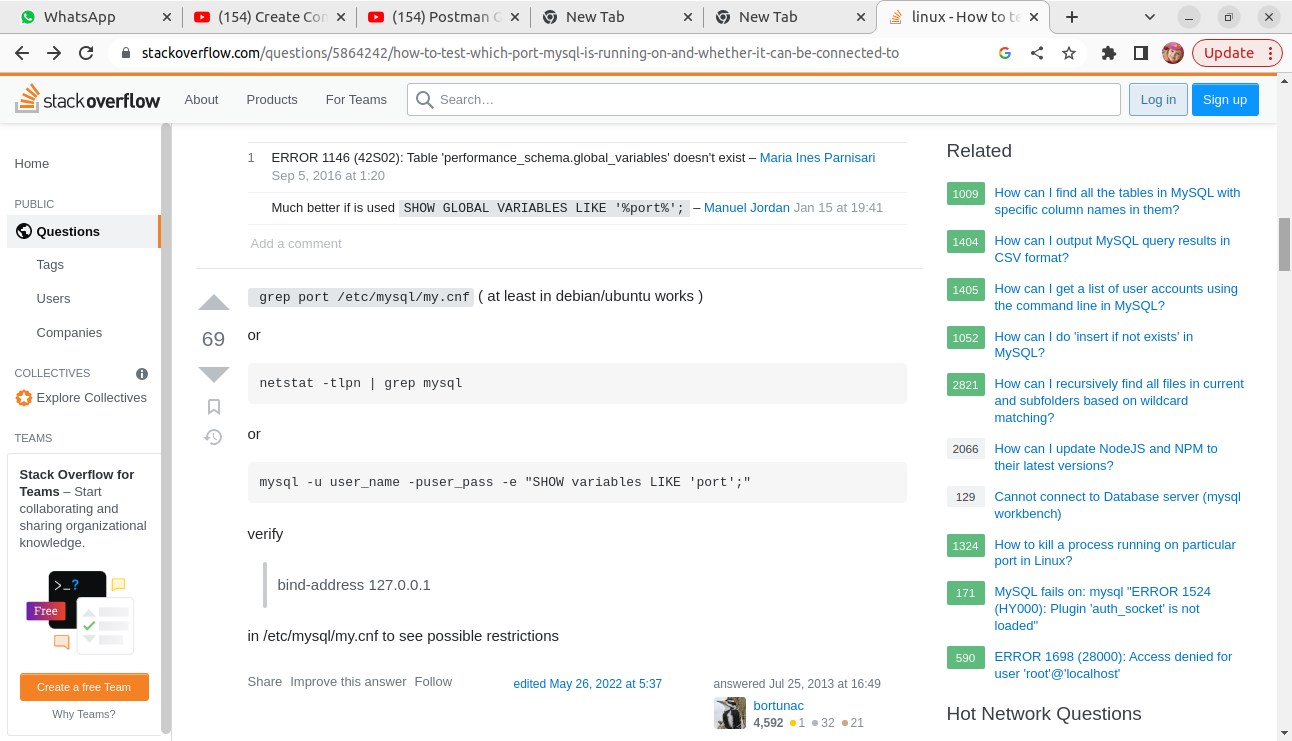 WhatsApp
(154) Create Con
(154) Postman C
New Tab
New Tab
linux - How to te
stackoverflow.com/questions/5864242/how-to-test-which-port-mysql-is-running-on-and-whether-it-can-be-connected-to
Update
stackoverflow
About
Products
For Teams
Search…
Log in
Sign up
Home
PUBLIC
Questions
Tags
Users
Companies
COLLECTIVES
Explore Collectives
TEAMS
Stack Overflow for
Teams – Start
collaborating and
sharing organizational
knowledge.
>_?
Free
Create a free Team
Why Teams?
1 ERROR 1146 (42S02): Table 'performance_schema.global_variables' doesn't exist – Maria Ines Parnisari
Sep 5, 2016 at 1:20
Much better if is used SHOW GLOBAL VARIABLES LIKE '%port%'; – Manuel Jordan Jan 15 at 19:41
Add a comment
69
grep port /etc/mysql/my.cnf ( at least in debian/ubuntu works )
or
netstat -tlpn | grep mysql
or
mysql -u user_name -puser_pass -e "SHOW variables LIKE 'port';"
verify
bind-address 127.0.0.1
in /etc/mysql/my.cnf to see possible restrictions
Share Improve this answer Follow
edited May 26, 2022 at 5:37
answered Jul 25, 2013 at 16:49
bortunac
4,592 1 32 21
Related
1009 How can I find all the tables in MySQL with
specific column names in them?
1404 How can I output MySQL query results in
CSV format?
1405 How can I get a list of user accounts using
the command line in MySQL?
1052 How can I do 'insert if not exists' in
MySQL?
2821 How can I recursively find all files in current
and subfolders based on wildcard
matching?
2066 How can I update NodeJS and NPM to
their latest versions?
129 Cannot connect to Database server (mysql
workbench)
1324 How to kill a process running on particular
port in Linux?
171 MySQL fails on: mysql "ERROR 1524
(HY000): Plugin 'auth_socket' is not
loaded"
590 ERROR 1698 (28000): Access denied for
user 'root'@'localhost'
Hot Network Questions